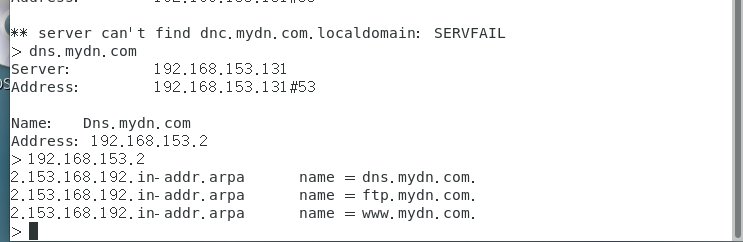 ** server can't find dnc.mydn.com.localdomain: SERVFAIL
> dns.mydn.com
Server:         192.168.153.131
Address:        192.168.153.131#53

Name:   Dns.mydn.com
Address: 192.168.153.2
> 192.168.153.2
2.153.168.192.in-addr.arpa      name = dns.mydn.com.
2.153.168.192.in-addr.arpa      name = ftp.mydn.com.
2.153.168.192.in-addr.arpa      name = www.mydn.com.
>